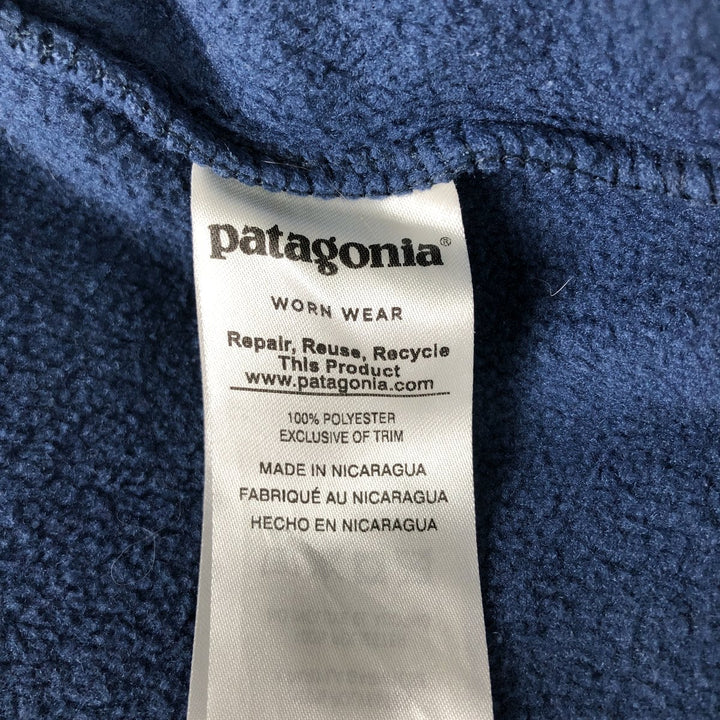 patagonia®
WORN WEAR
Repair, Reuse, Recycle
This Product
www.patagonia.com
100% POLYESTER
EXCLUSIVE OF TRIM
MADE IN NICARAGUA
FABRIQUÉ AU NICARAGUA
HECHO EN NICARAGUA